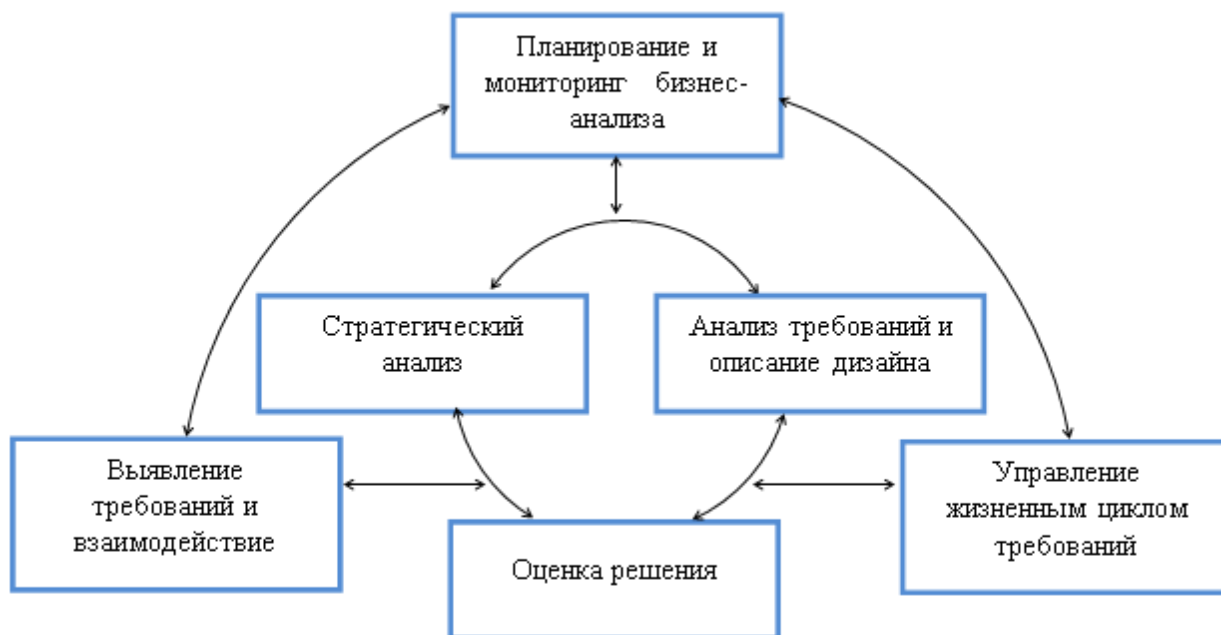 Планирование и
мониторинг бизнес-
анализа
Стратегический
анализ
Анализ требований и
описание дизайна
Выявление
требований и
взаимодействие
Управление
жизненным циклом
требований
Оценка решения